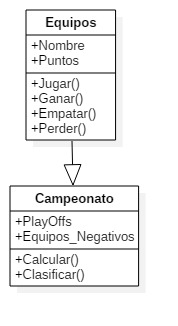 Equipos
+Nombre
+Puntos
+Jugar()
+Ganar()
+Empatar()
+Perder()
Campeonato
+PlayOffs
+Equipos_Negativos
+Calcular()
+Clasificar()